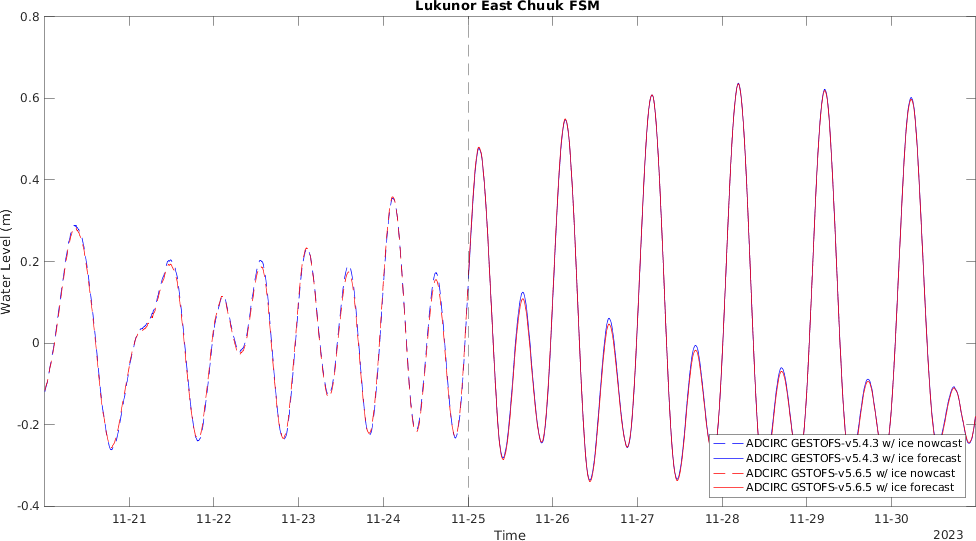 Lukunor East Chuuk FSM
0.8
0.6
0.4
0.2
0
-0.2
-0.4
Water Level (m)
11-21
11-22
11-23
11-24
11-25
11-26
11-27
11-28
11-29
11-30
Time
2023
ADCIRC GESTOFS-v5.4.3 w/ ice nowcast
ADCIRC GESTOFS-v5.4.3 w/ ice forecast
ADCIRC GSTOFS-v5.6.5 w/ ice nowcast
ADCIRC GSTOFS-v5.6.5 w/ ice forecast